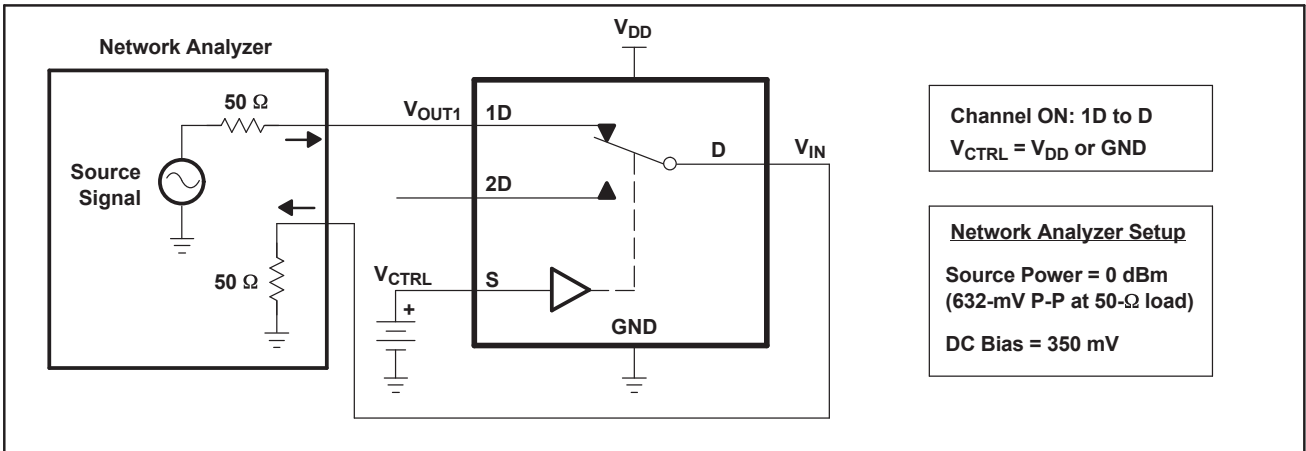 V_DD
Network Analyzer
50 Ω
V_OUT1
1D
Source
Signal
D
V_IN
2D
50 Ω
V_CTRL
S
+
GND
Channel ON: 1D to D
V_CTRL = V_DD or GND
Network Analyzer Setup
Source Power = 0 dBm
(632-mV P-P at 50-Ω load)
DC Bias = 350 mV